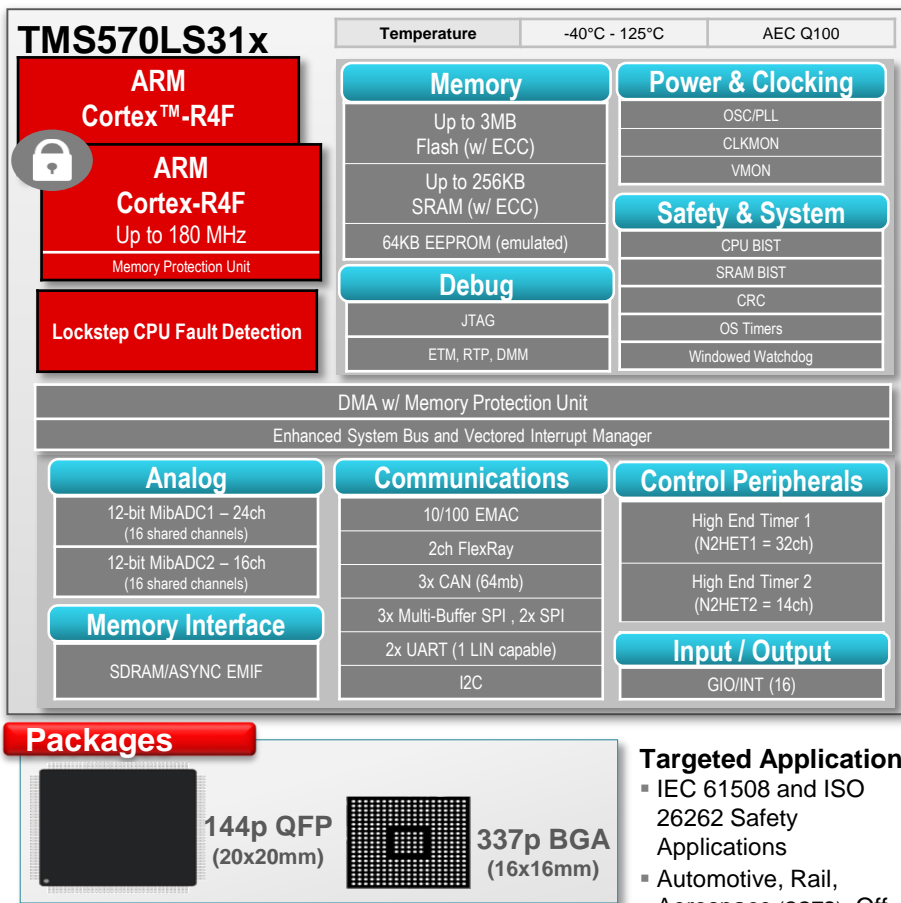 TMS570LS31x
Temperature
-40°C - 125°C
AEC Q100
ARM
Cortex™-R4F
ARM
Cortex-R4F
Up to 180 MHz
Memory Protection Unit
Lockstep CPU Fault Detection
Memory
Up to 3MB
Flash (w/ ECC)
Up to 256KB
SRAM (w/ ECC)
64KB EEPROM (emulated)
Debug
JTAG
ETM, RTP, DMM
Power & Clocking
OSC/PLL
CLKMON
VMON
Safety & System
CPU BIST
SRAM BIST
CRC
OS Timers
Windowed Watchdog
DMA w/ Memory Protection Unit
Enhanced System Bus and Vectored Interrupt Manager
Analog
12-bit MibADC1 – 24ch
(16 shared channels)
12-bit MibADC2 – 16ch
(16 shared channels)
Memory Interface
SDRAM/ASYNC EMIF
Communications
10/100 EMAC
2ch FlexRay
3x CAN (64mb)
3x Multi-Buffer SPI , 2x SPI
2x UART (1 LIN capable)
I2C
Control Peripherals
High End Timer 1
(N2HET1 = 32ch)
High End Timer 2
(N2HET2 = 14ch)
Input / Output
GIO/INT (16)
Packages
144p QFP
(20x20mm)
337p BGA
(16x16mm)
Targeted Application
▪ IEC 61508 and ISO
26262 Safety
Applications
▪ Automotive, Rail,